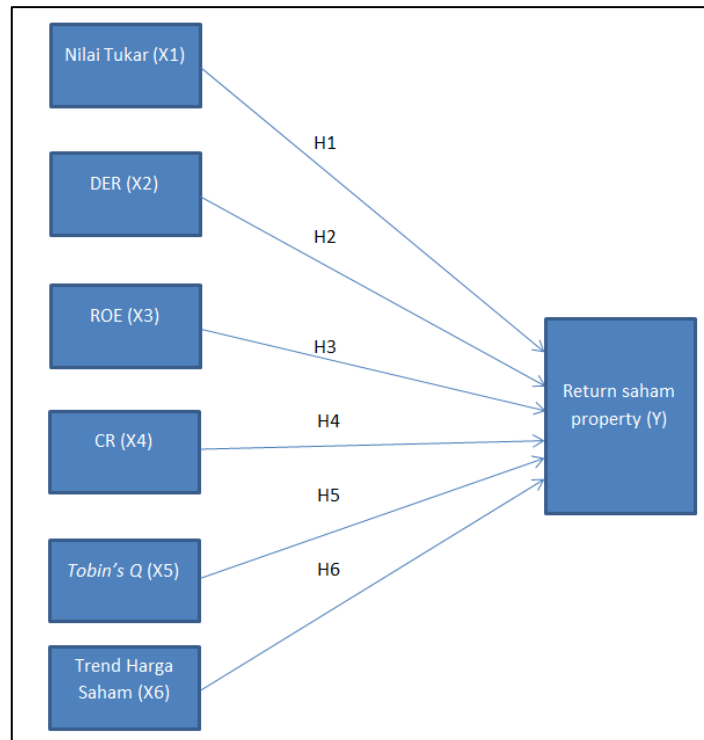 Nilai Tukar (X1)
H1
DER (X2)
H2
ROE (X3)
H3
Return saham
property (Y)
CR (X4)
H4
H5
Tobin's Q (X5)
H6
Trend Harga
Saham (X6)